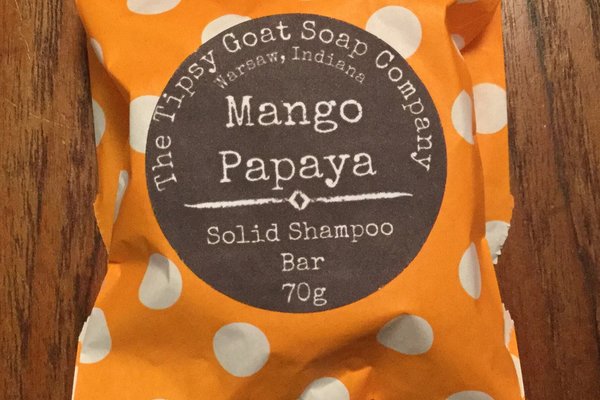 The Tipsy Goat Soap Company
Warsaw, Indiana
Mango
Papaya
Solid Shampoo
Bar
70g